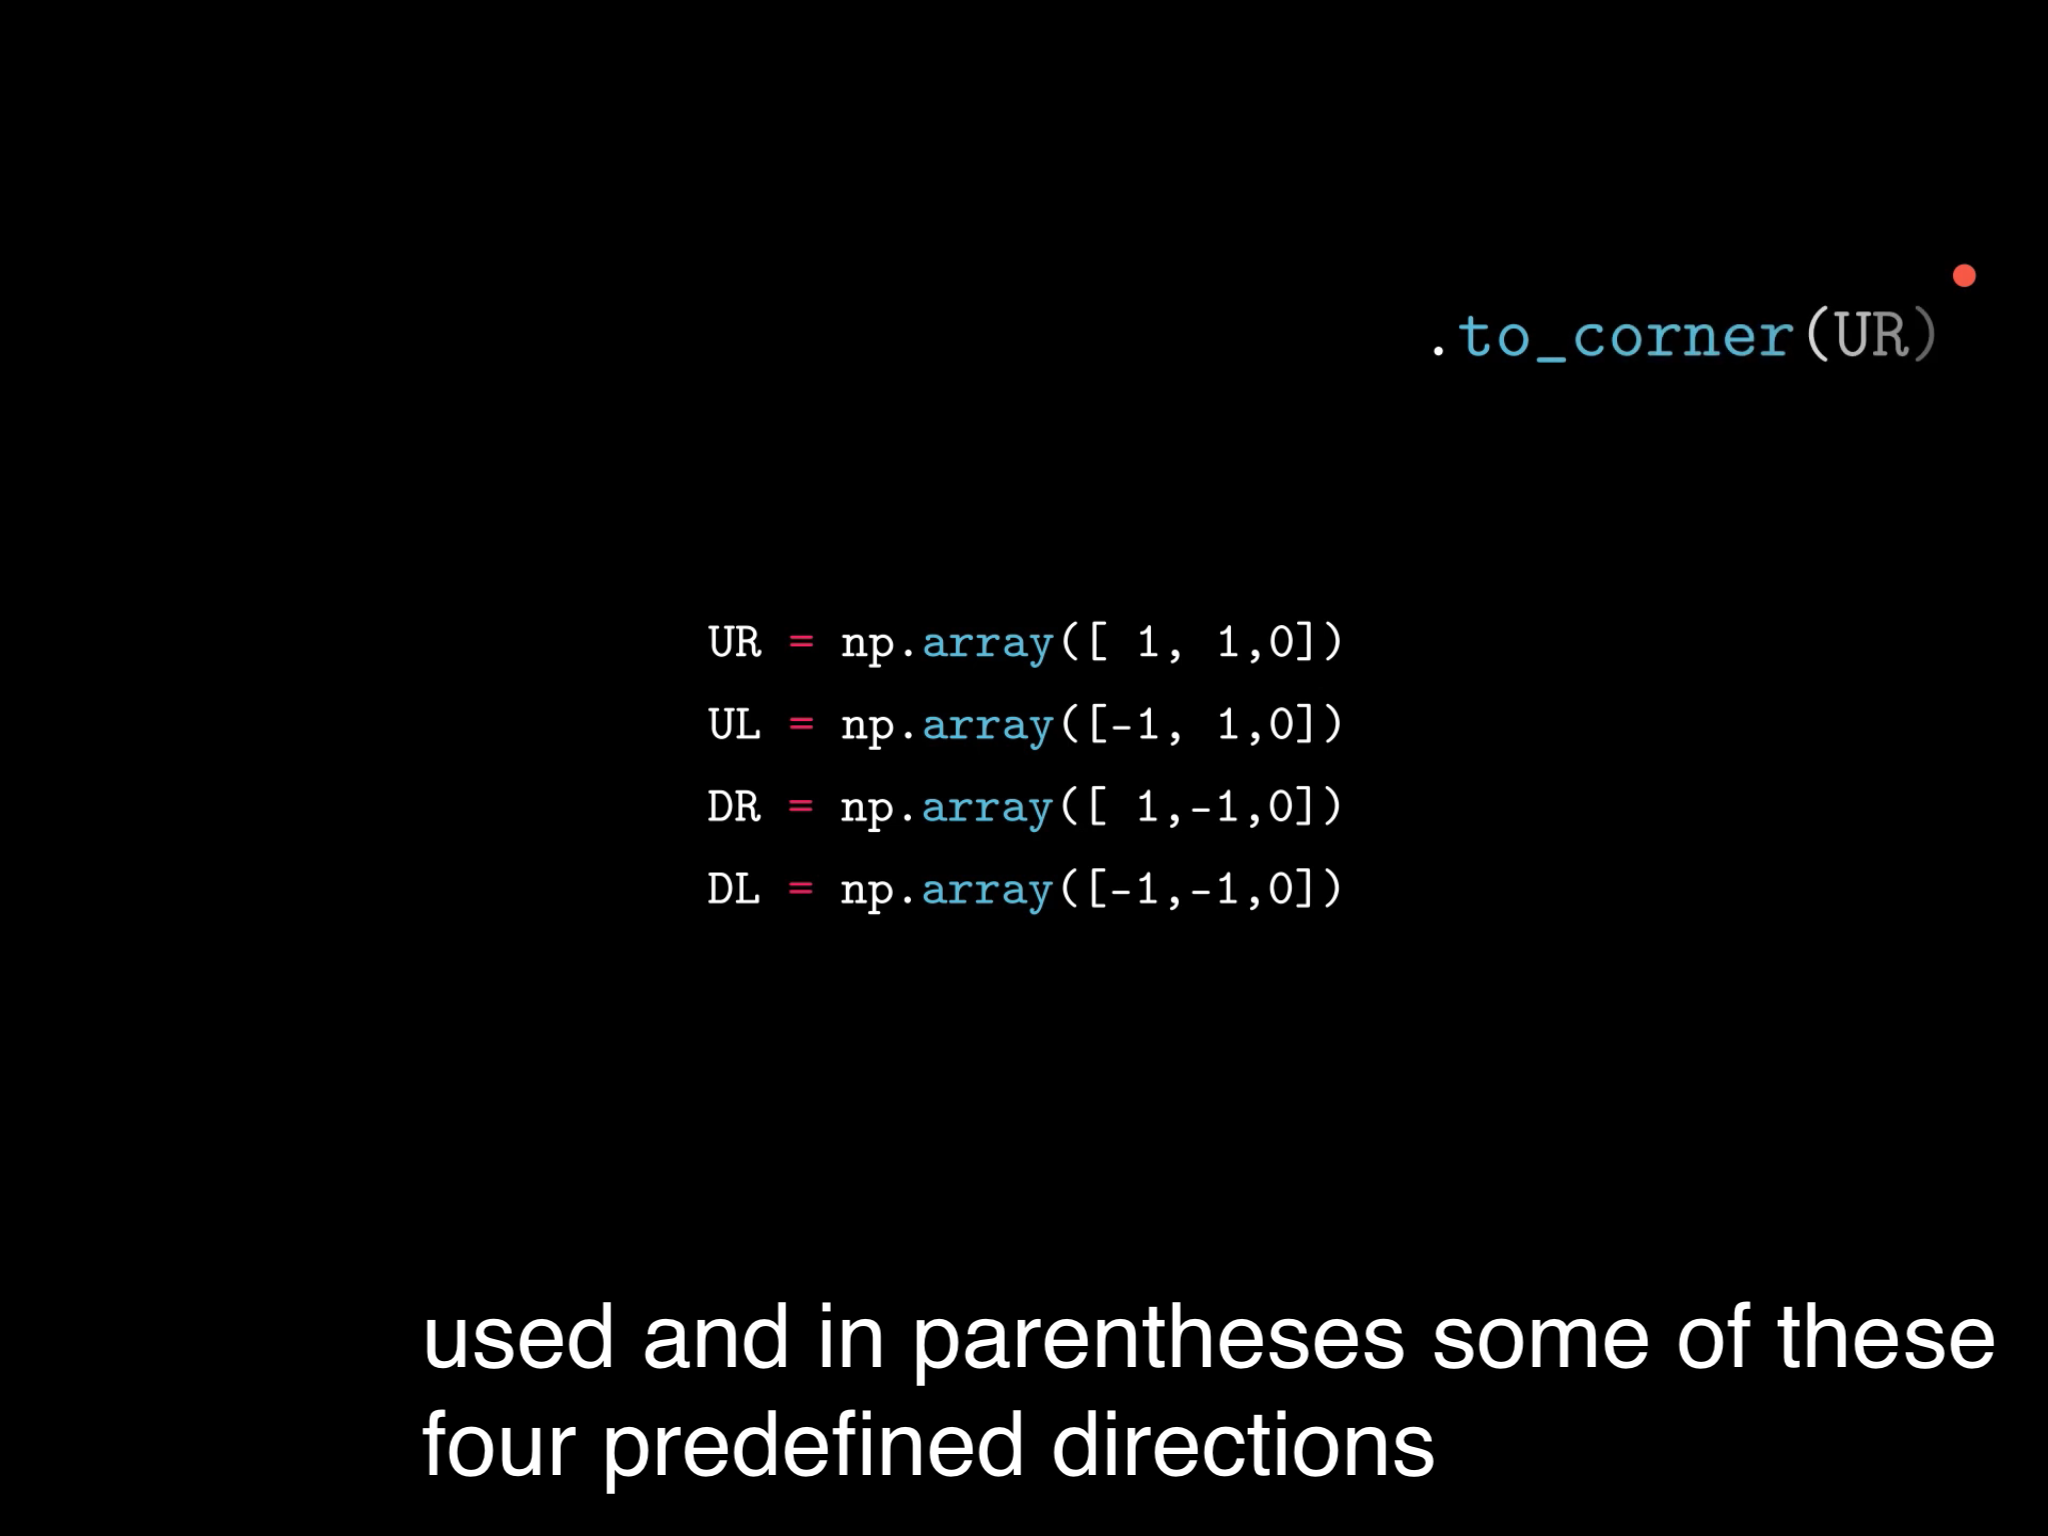 .to_corner(UR)
UR = np.array([ 1, 1,0])
UL = np.array([-1, 1,0])
DR = np.array([ 1,-1,0])
DL = np.array([-1,-1,0])
used and in parentheses some of these
four predefined directions